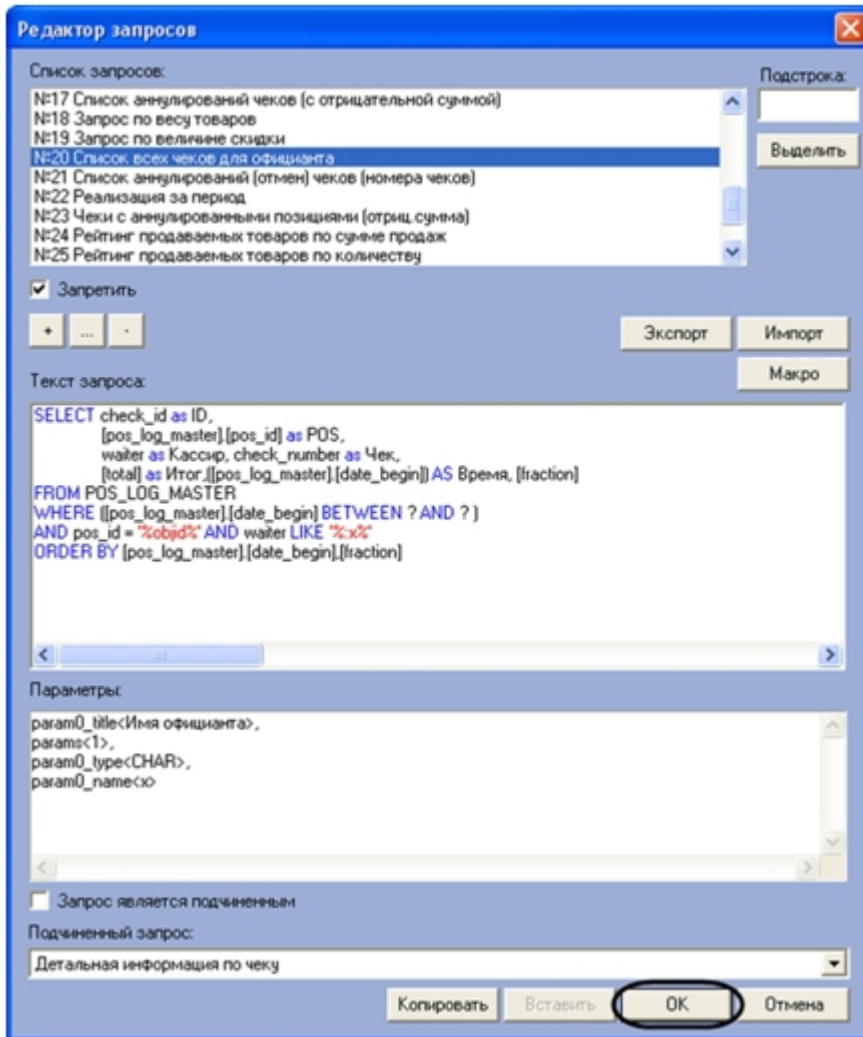 Редактор запросов
Список запросов:
Подстрока:
№17 Список аннулирований чеков (с отрицательной суммой)
№18 Запрос по весу товаров
№19 Запрос по величине скидки
№20 Список всех чеков для официанта
№21 Список аннулирований (отмен) чеков (номера чеков)
№22 Реализация за период
№23 Чеки с аннулированными позициями (отриц.сумма)
№24 Рейтинг продаваемых товаров по сумме продаж
№25 Рейтинг продаваемых товаров по количеству
Выделить
Запретить
+ ... -
Экспорт Импорт
Макро
Текст запроса:
SELECT check_id as ID,
[pos_log_master].[pos_id] as POS,
waiter as Кассир, check_number as Чек,
[total] as Итог,([pos_log_master].[date_begin]) AS Время, [fraction]
FROM POS_LOG_MASTER
WHERE ([pos_log_master].[date_begin] BETWEEN ? AND ? )
AND pos_id = '%objid%' AND waiter LIKE '%:x%'
ORDER BY [pos_log_master].[date_begin],[fraction]
Параметры:
param0_title<Имя официанта>,
params<1>,
param0_type<CHAR>,
param0_name<x>
Запрос является подчиненным
Подчиненный запрос:
Детальная информация по чеку
Копировать Вставить OK Отмена